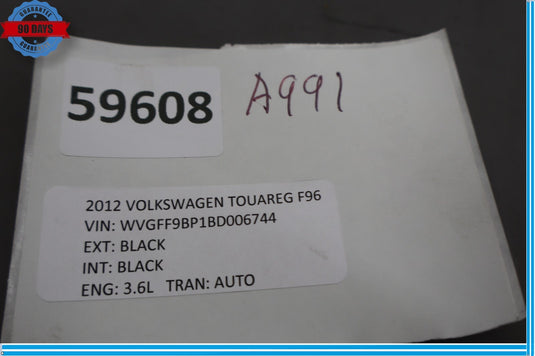 GUARANTEE
90 DAYS
59608
A991
2012 VOLKSWAGEN TOUAREG F96
VIN: WVGFF9BP1BD006744
EXT: BLACK
INT: BLACK
ENG: 3.6L TRAN: AUTO